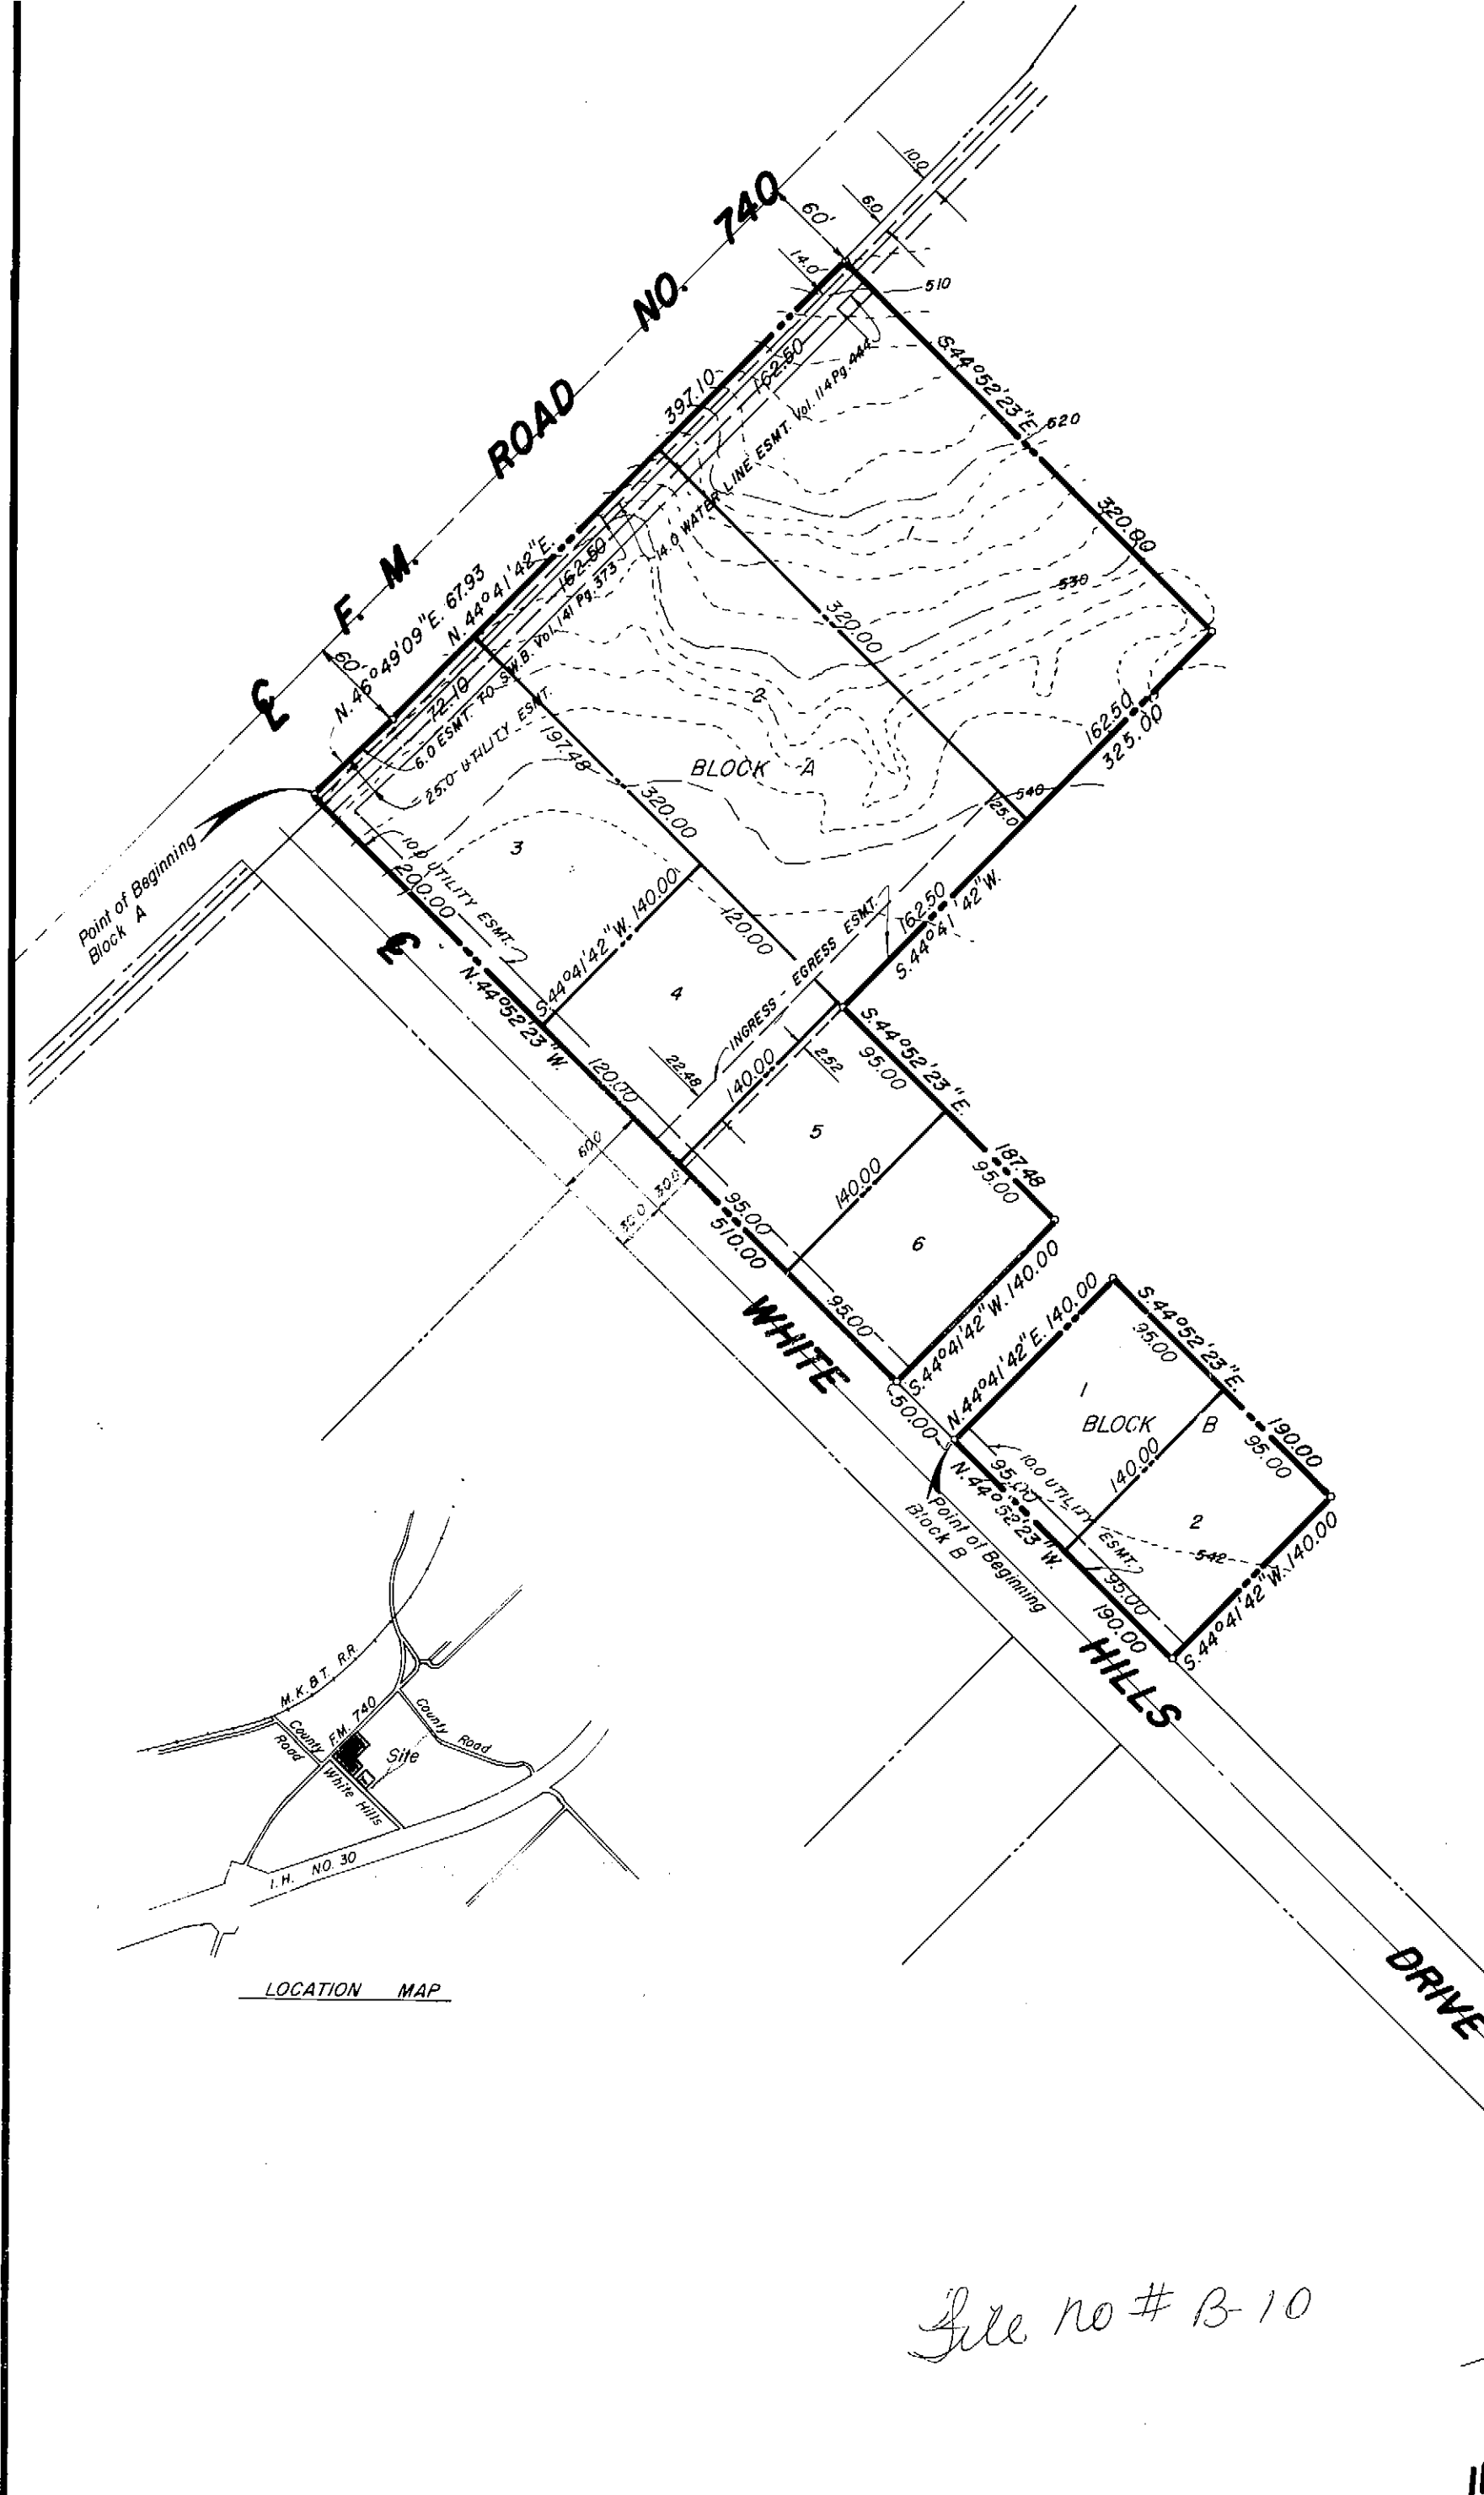 ℄ F. M. ROAD NO. 740
10.0
6.0
60'
14.0
510
S.44°52'23"E.
320.00
520
397.10
162.50
14.0 WATER LINE ESMT. Vol. 114 Pg. 444
1
530
N.44°41'42"E.
162.50
N.46°49'09"E. 67.93
60'
72.10
6.0 ESMT. TO S.W.B. Vol. 141 Pg. 373
25.0 UTILITY ESMT.
320.00
2
BLOCK A
197.48
320.00
162.50
325.00
540
25.0
162.50
S.44°41'42"W.
Point of Beginning
Block A
3
10.0 UTILITY ESMT.
200.00
℄
N.44°52'23"W.
S.44°41'42"W. 140.00
120.00
4
INGRESS - EGRESS ESMT.
22.48
2.52
140.00
120.00
S.44°52'23"E.
95.00
5
187.48
95.00
140.00
60.0
30.0
30.0
95.00
510.00
6
95.00
S.44°41'42"W. 140.00
WHITE HILLS DRIVE
50.00
N.44°41'42"E. 140.00
S.44°52'23"E.
95.00
1
BLOCK B
190.00
95.00
140.00
10.0 UTILITY ESMT.
95.00
N.44°52'23"W.
2
542
95.00
190.00
S.44°41'42"W. 140.00
Point of Beginning
Block B
M.K.&T. R.R.
County Road
F.M. 740
County Road
Site
White Hills
I.H. NO. 30
LOCATION MAP
File no # B-10